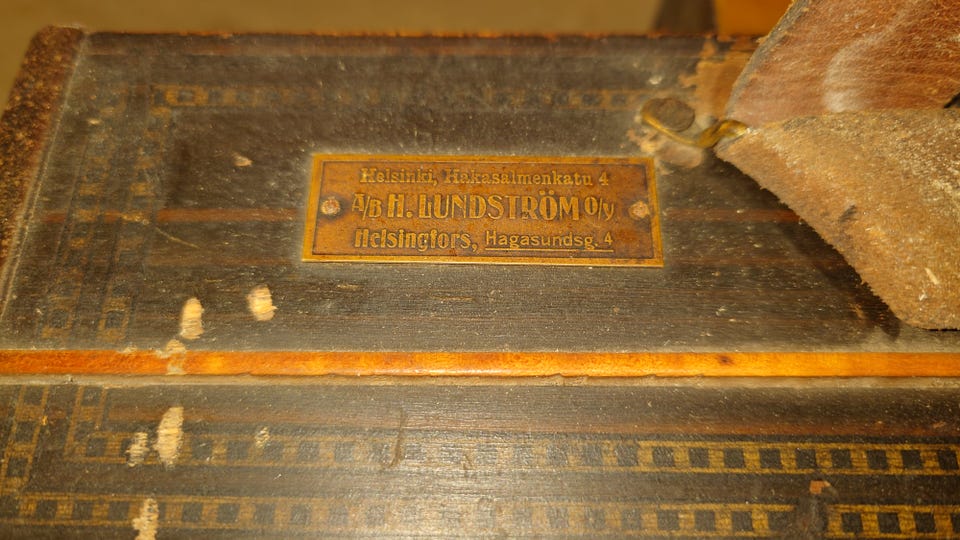 Helsinki, Hakasalmenkatu 4
A/B H. LUNDSTRÖM O/y
Helsingfors, Hagasundsg. 4